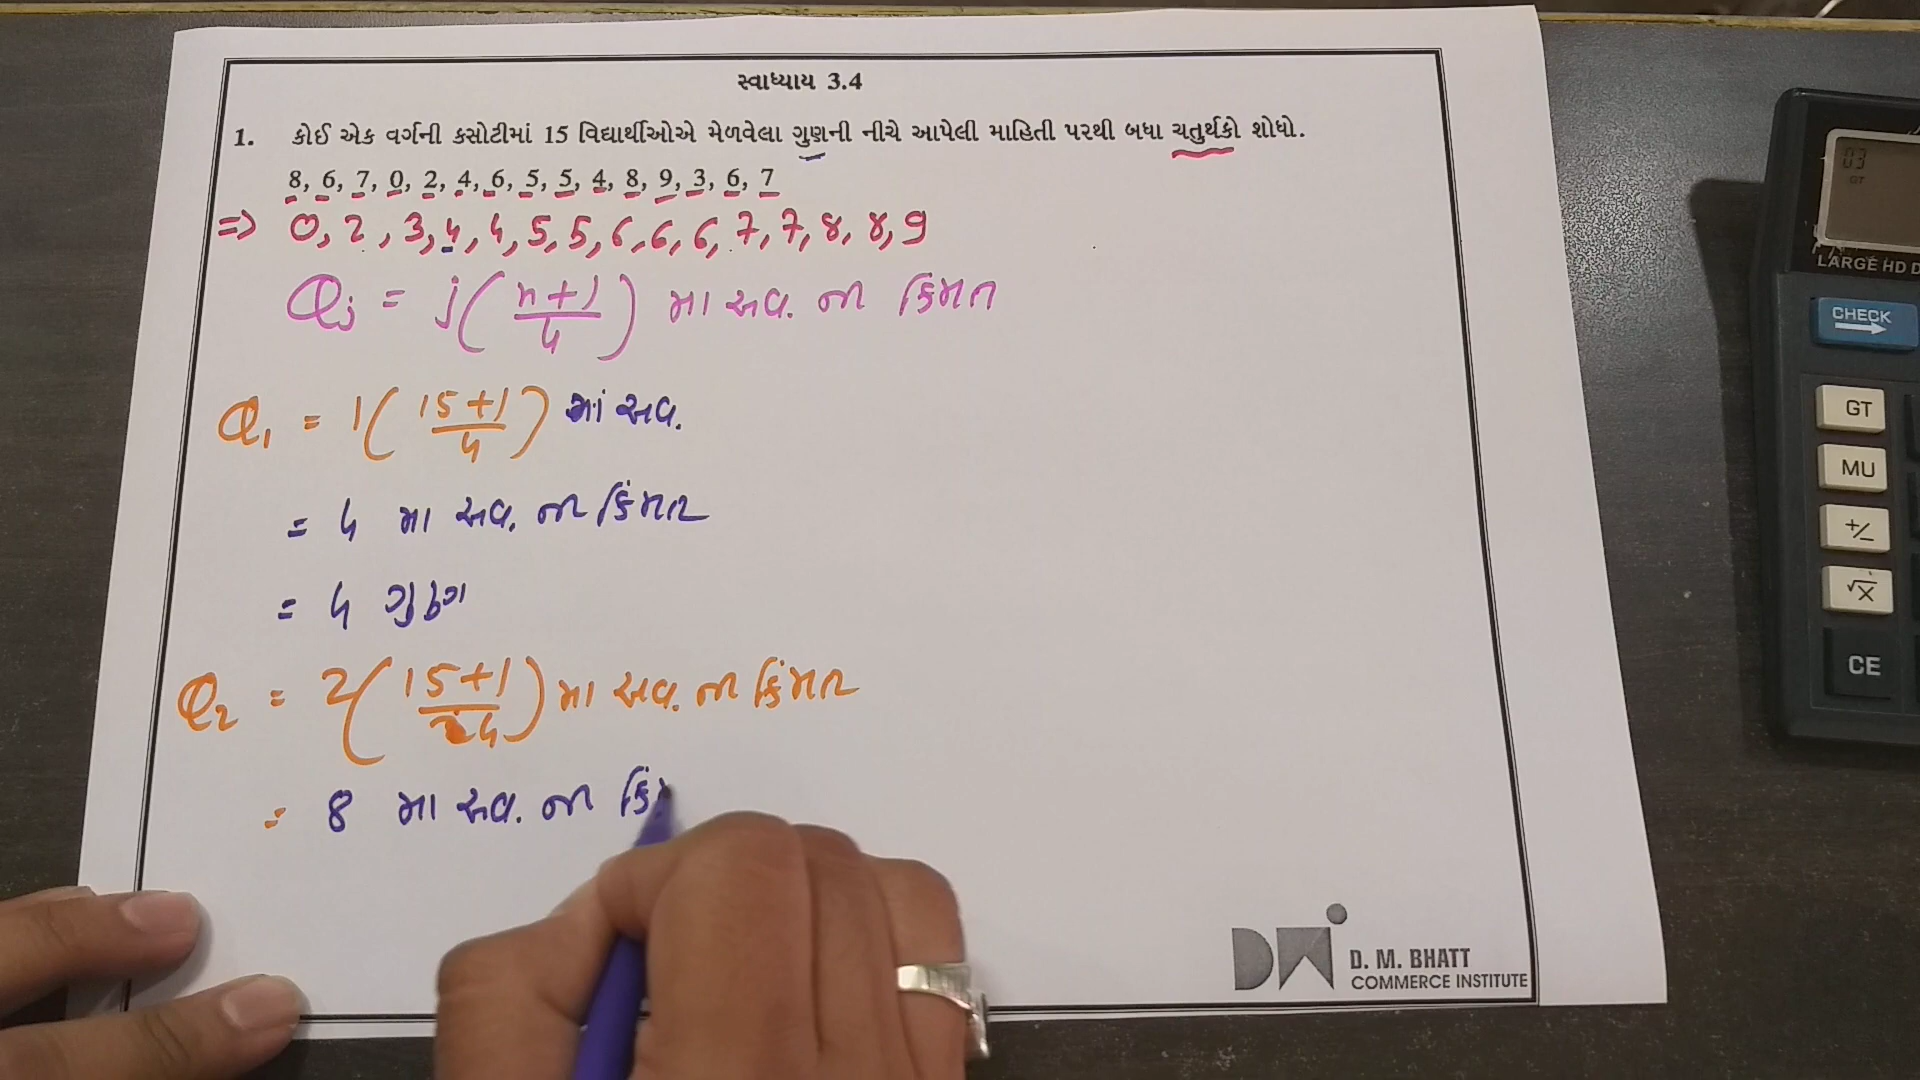 સ્વાધ્યાય 3.4
1. કોઈ એક વર્ગની કસોટીમાં 15 વિદ્યાર્થીઓએ મેળવેલા ગુણની નીચે આપેલી માહિતી પરથી બધા ચતુર્થકો શોધો.
8, 6, 7, 0, 2, 4, 6, 5, 5, 4, 8, 9, 3, 6, 7
=> 0, 2, 3, 4, 4, 5, 5, 6, 6, 6, 7, 7, 8, 8, 9
Qj = j(n+1/4) મા અવ. ની કિંમત
Q1 = 1(15+1/4) માં અવ.
= 4 મા અવ. ની કિંમત
= 4 ગુણ
Q2 = 2(15+1/4) મા અવ. ની કિંમત
= 8 મા અવ. ની
D. M. BHATT
COMMERCE INSTITUTE
LARGE HD D
CHECK
GT
MU
+/-
√X
CE